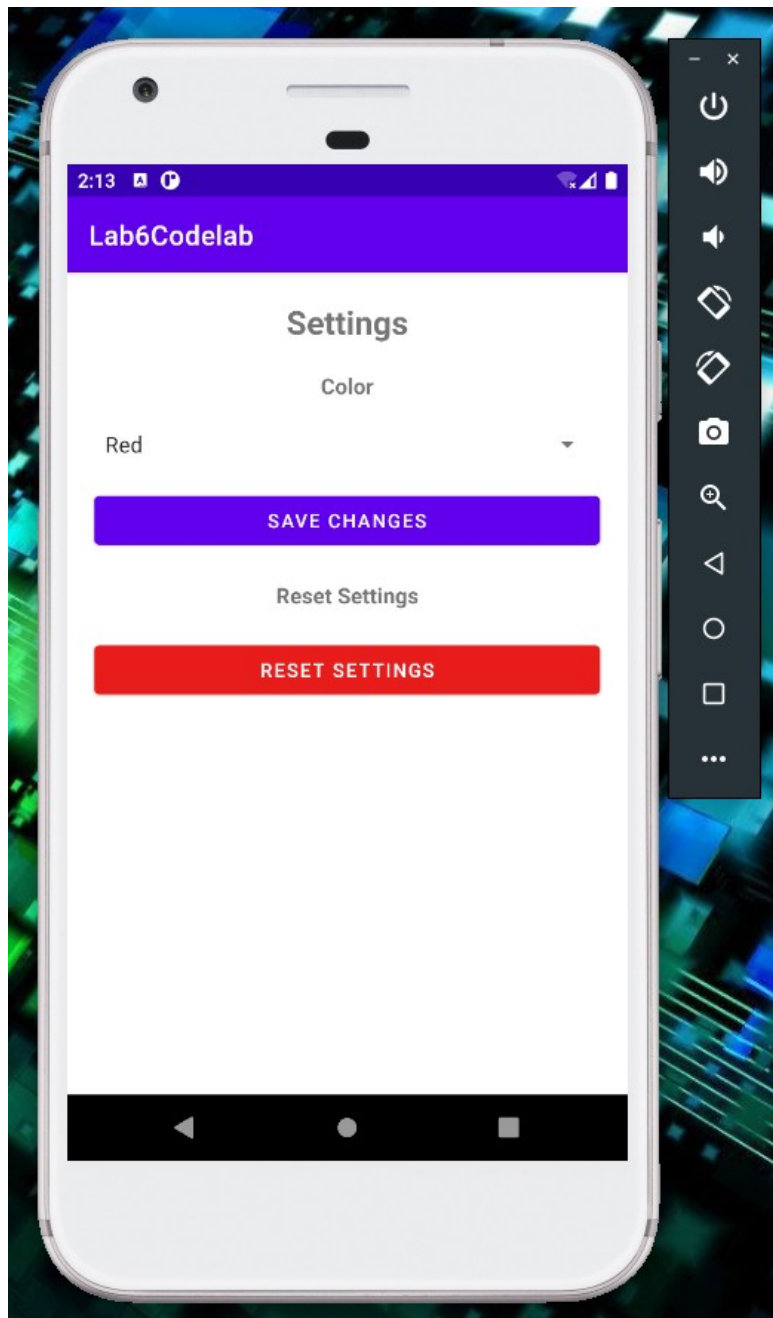 2:13
Lab6Codelab
Settings
Color
Red
SAVE CHANGES
Reset Settings
RESET SETTINGS